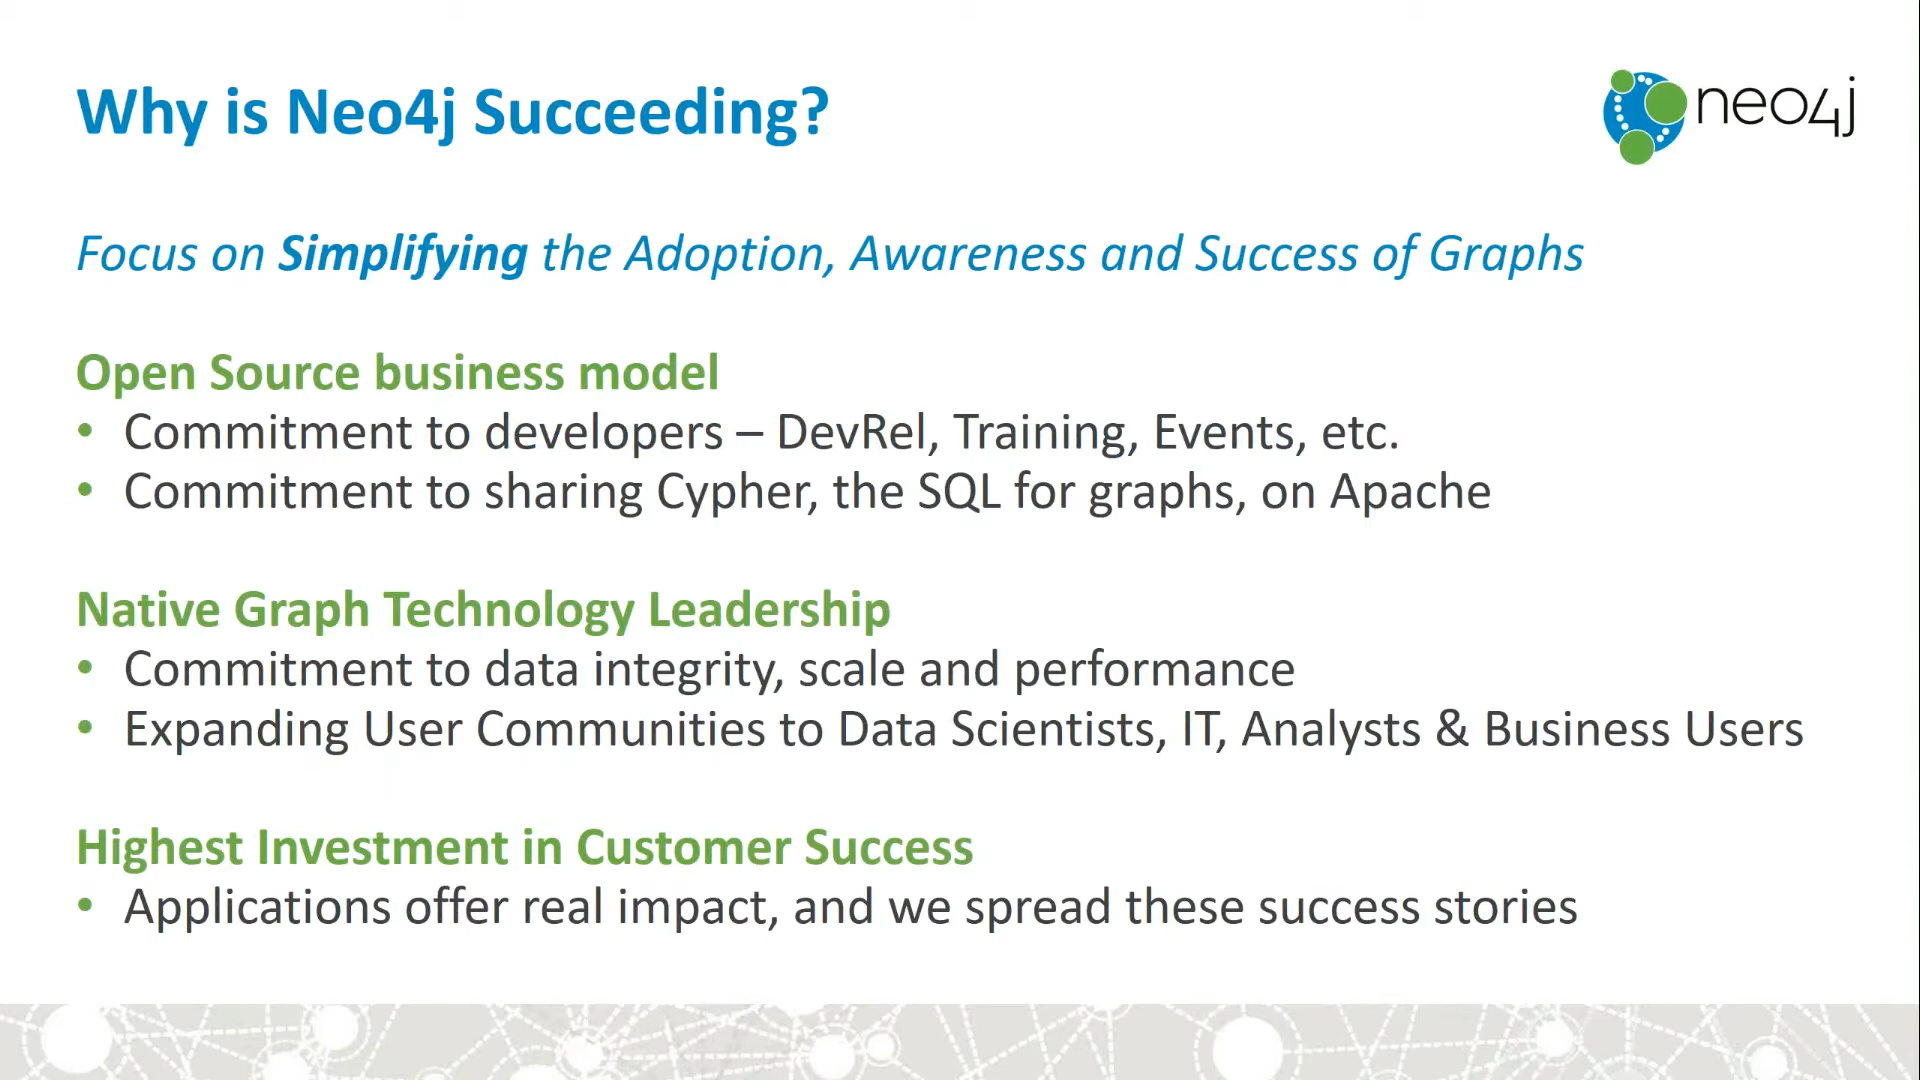 Why is Neo4j Succeeding?
neo4j
Focus on Simplifying the Adoption, Awareness and Success of Graphs
Open Source business model
• Commitment to developers – DevRel, Training, Events, etc.
• Commitment to sharing Cypher, the SQL for graphs, on Apache
Native Graph Technology Leadership
• Commitment to data integrity, scale and performance
• Expanding User Communities to Data Scientists, IT, Analysts & Business Users
Highest Investment in Customer Success
• Applications offer real impact, and we spread these success stories